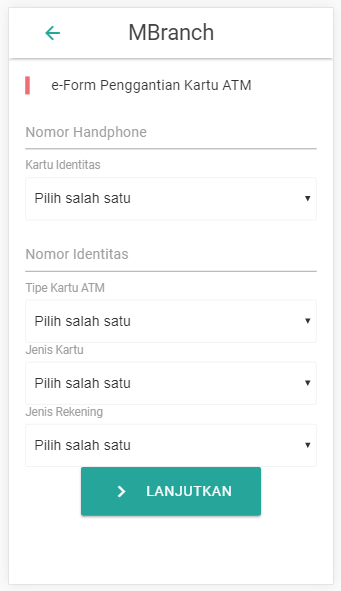 MBranch
e-Form Penggantian Kartu ATM
Nomor Handphone
Kartu Identitas
Pilih salah satu
Nomor Identitas
Tipe Kartu ATM
Pilih salah satu
Jenis Kartu
Pilih salah satu
Jenis Rekening
Pilih salah satu
LANJUTKAN